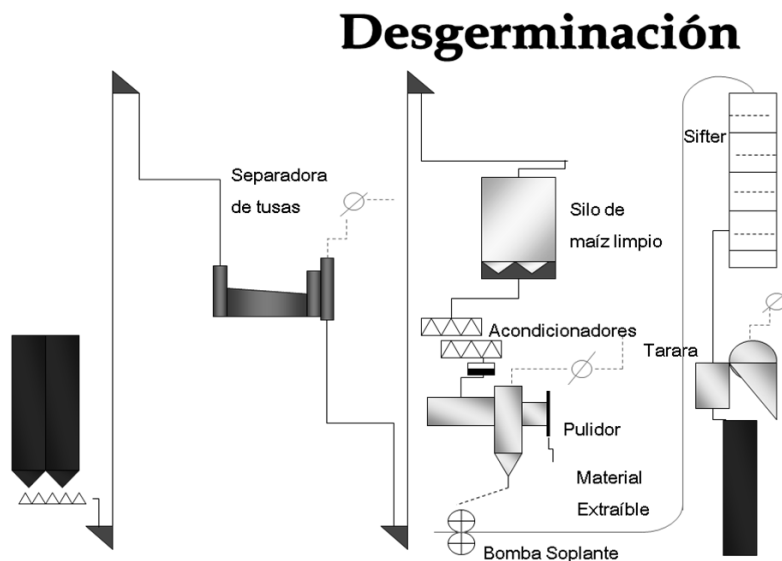 Desgerminación
Separadora
de tusas
Sifter
Silo de
maíz limpio
Acondicionadores
Tarara
Pulidor
Material
Extraíble
Bomba Soplante